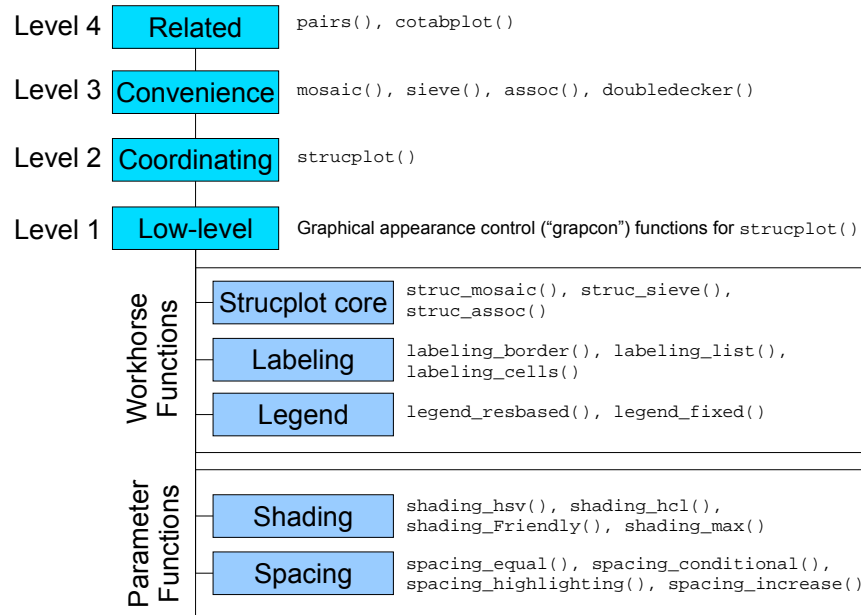 Level 4 Related pairs(), cotabplot()
Level 3 Convenience mosaic(), sieve(), assoc(), doubledecker()
Level 2 Coordinating strucplot()
Level 1 Low-level Graphical appearance control (“grapcon”) functions for strucplot()
Workhorse
Functions
Strucplot core struc_mosaic(), struc_sieve(),
struc_assoc()
Labeling labeling_border(), labeling_list(),
labeling_cells()
Legend legend_resbased(), legend_fixed()
Parameter
Functions
Shading shading_hsv(), shading_hcl(),
shading_Friendly(), shading_max()
Spacing spacing_equal(), spacing_conditional(),
spacing_highlighting(), spacing_increase()